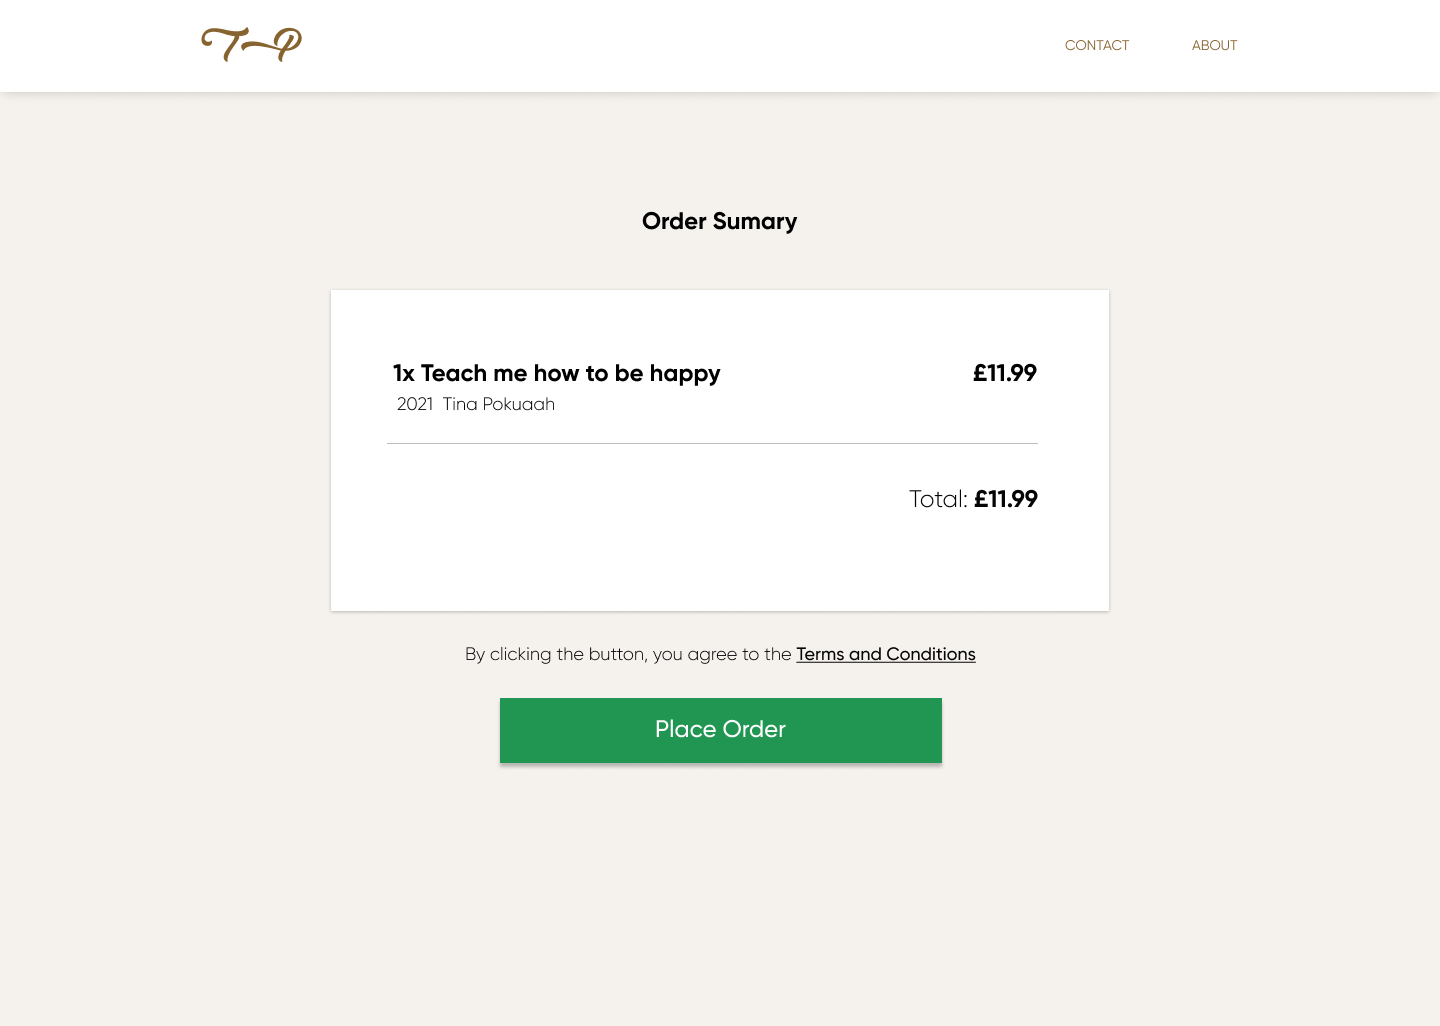 TP
CONTACT ABOUT
Order Sumary
1x Teach me how to be happy £11.99
2021 Tina Pokuaah
Total: £11.99
By clicking the button, you agree to the Terms and Conditions
Place Order